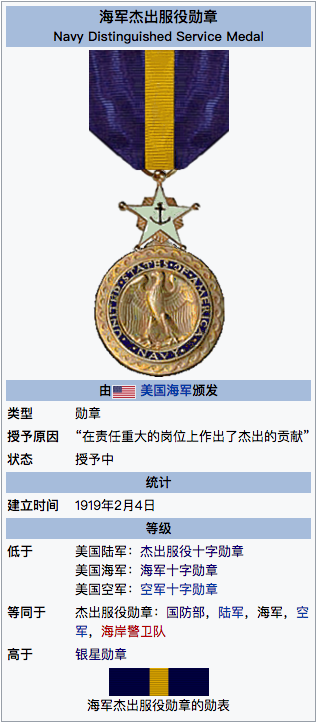 海军杰出服役勋章
Navy Distinguished Service Medal
UNITED STATES OF AMERICA
NAVY
由 美国海军颁发
类型 勋章
授予原因 “在责任重大的岗位上作出了杰出的贡献”
状态 授予中
统计
建立时间 1919年2月4日
等级
低于 美国陆军：杰出服役十字勋章
美国海军：海军十字勋章
美国空军：空军十字勋章
等同于 杰出服役勋章：国防部，陆军，海军，空
军，海岸警卫队
高于 银星勋章
海军杰出服役勋章的勋表